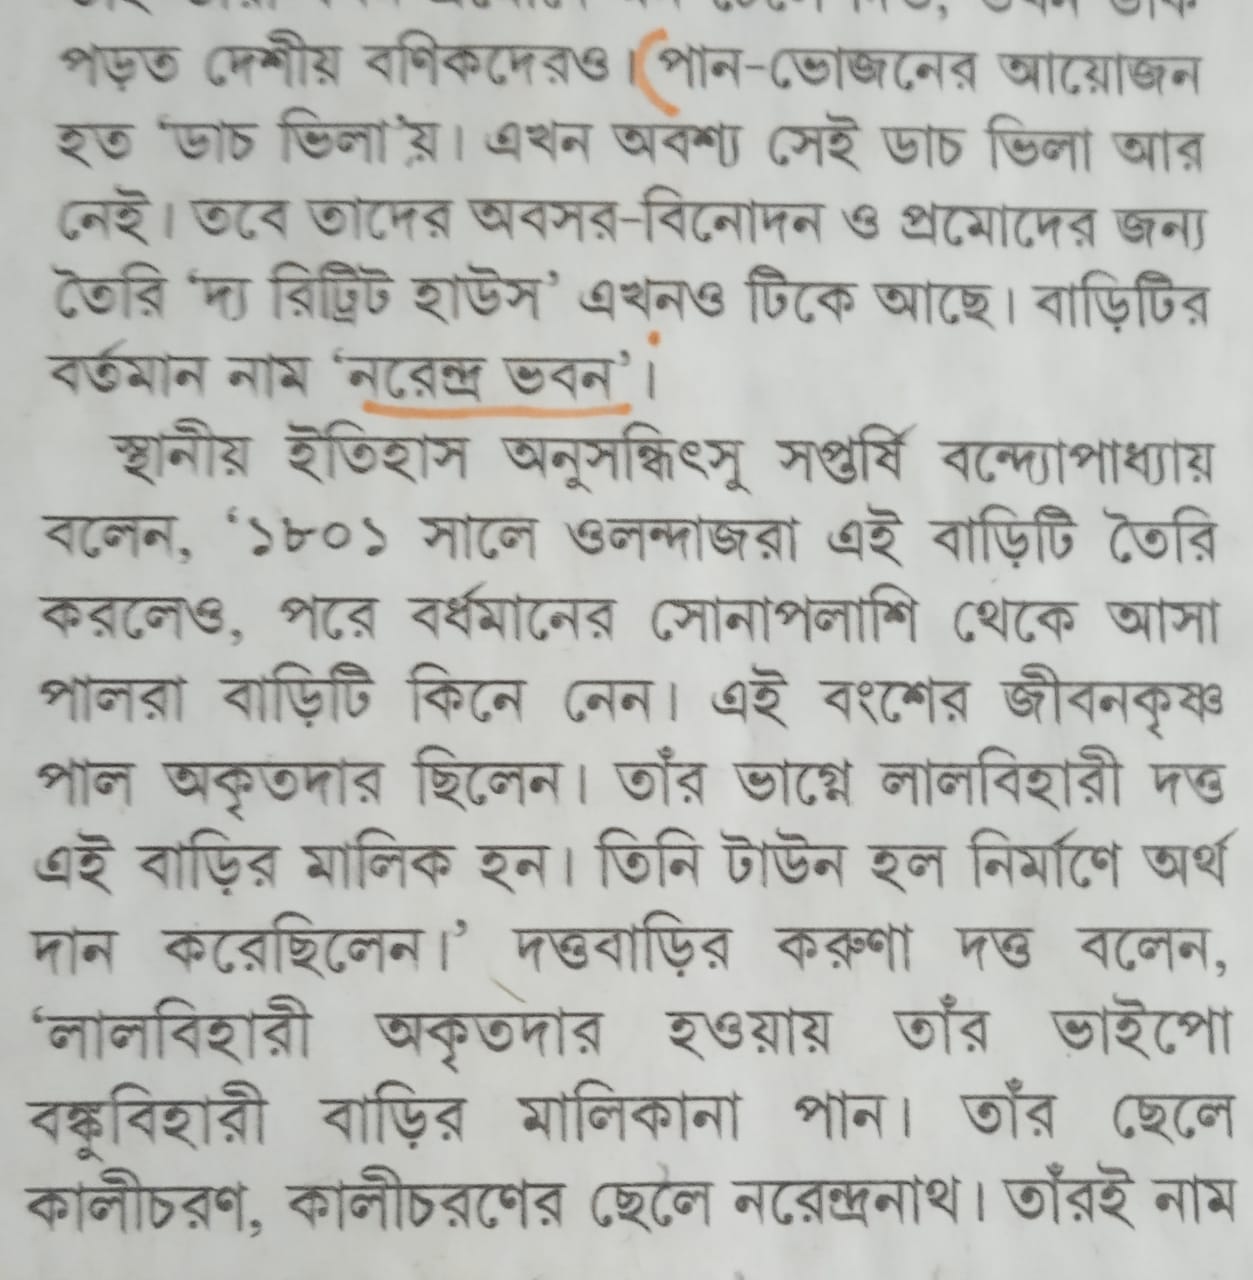 পড়ত দেশীয় বণিকদেরও। পান-ভোজনের আয়োজন
হত 'ডাচ ভিলা'য়। এখন অবশ্য সেই ডাচ ভিলা আর
নেই। তবে তাদের অবসর-বিনোদন ও প্রমোদের জন্য
তৈরি 'দ্য রিট্রিট হাউস' এখনও টিকে আছে। বাড়িটির
বর্তমান নাম 'নরেন্দ্র ভবন'।
স্থানীয় ইতিহাস অনুসন্ধিৎসু সপ্তর্ষি বন্দ্যোপাধ্যায়
বলেন, '১৮০১ সালে ওলন্দাজরা এই বাড়িটি তৈরি
করলেও, পরে বর্ধমানের সোনাপলাশি থেকে আসা
পালরা বাড়িটি কিনে নেন। এই বংশের জীবনকৃষ্ণ
পাল অকৃতদার ছিলেন। তাঁর ভাগ্নে লালবিহারী দত্ত
এই বাড়ির মালিক হন। তিনি টাউন হল নির্মাণে অর্থ
দান করেছিলেন।' দত্তবাড়ির করুণা দত্ত বলেন,
'লালবিহারী অকৃতদার হওয়ায় তাঁর ভাইপো
বঙ্কুবিহারী বাড়ির মালিকানা পান। তাঁর ছেলে
কালীচরণ, কালীচরণের ছেলে নরেন্দ্রনাথ। তাঁরই নাম